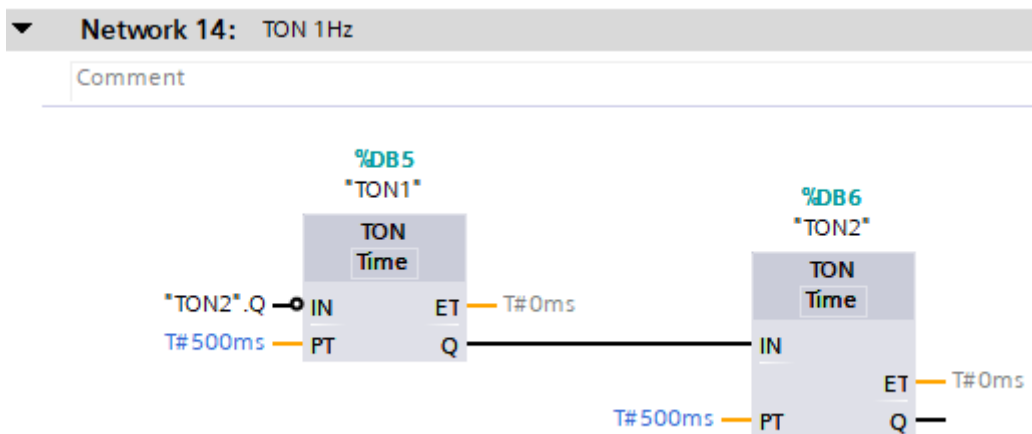 Network 14: TON 1Hz
Comment
%DB5
"TON1"
TON
Time
"TON2".Q IN ET T#0ms
T#500ms PT Q
%DB6
"TON2"
TON
Time
IN
ET T#0ms
T#500ms PT Q